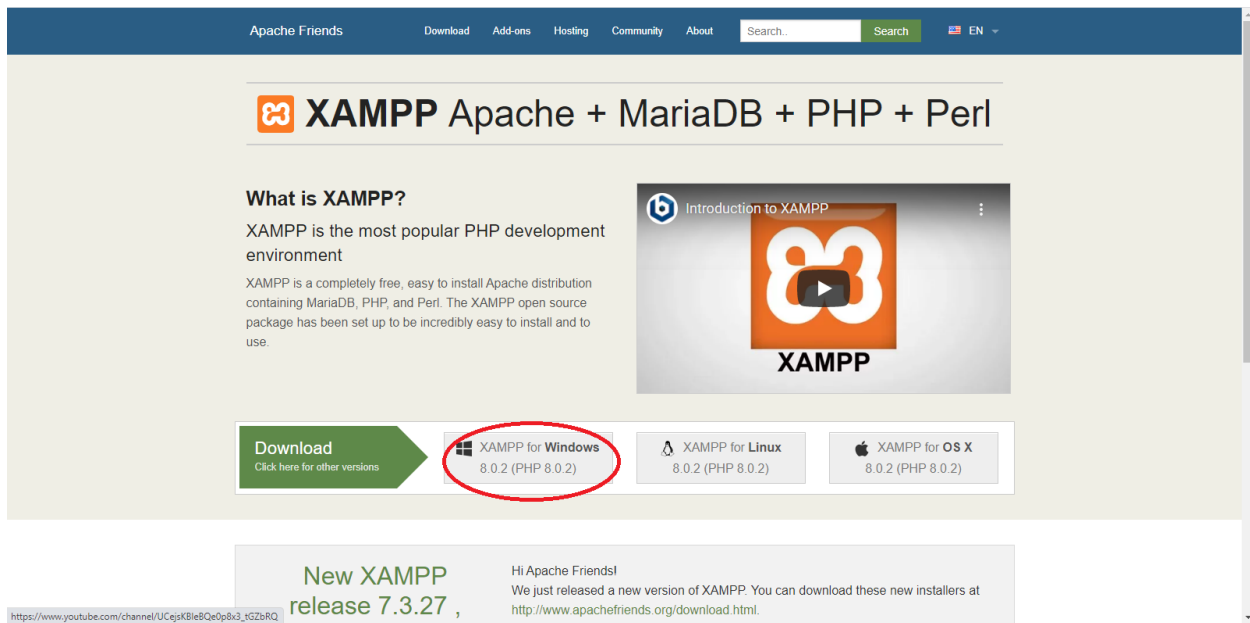 Apache Friends Download Add-ons Hosting Community About Search.. Search EN
XAMPP Apache + MariaDB + PHP + Perl
What is XAMPP?
XAMPP is the most popular PHP development
environment
XAMPP is a completely free, easy to install Apache distribution
containing MariaDB, PHP, and Perl. The XAMPP open source
package has been set up to be incredibly easy to install and to
use.
Introduction to XAMPP
XAMPP
Download
Click here for other versions
XAMPP for Windows
8.0.2 (PHP 8.0.2)
XAMPP for Linux
8.0.2 (PHP 8.0.2)
XAMPP for OS X
8.0.2 (PHP 8.0.2)
New XAMPP
release 7.3.27 ,
Hi Apache Friends!
We just released a new version of XAMPP. You can download these new installers at
http://www.apachefriends.org/download.html.
https://www.youtube.com/channel/UCejsKBleBQe0p8x3_tGZbRQ